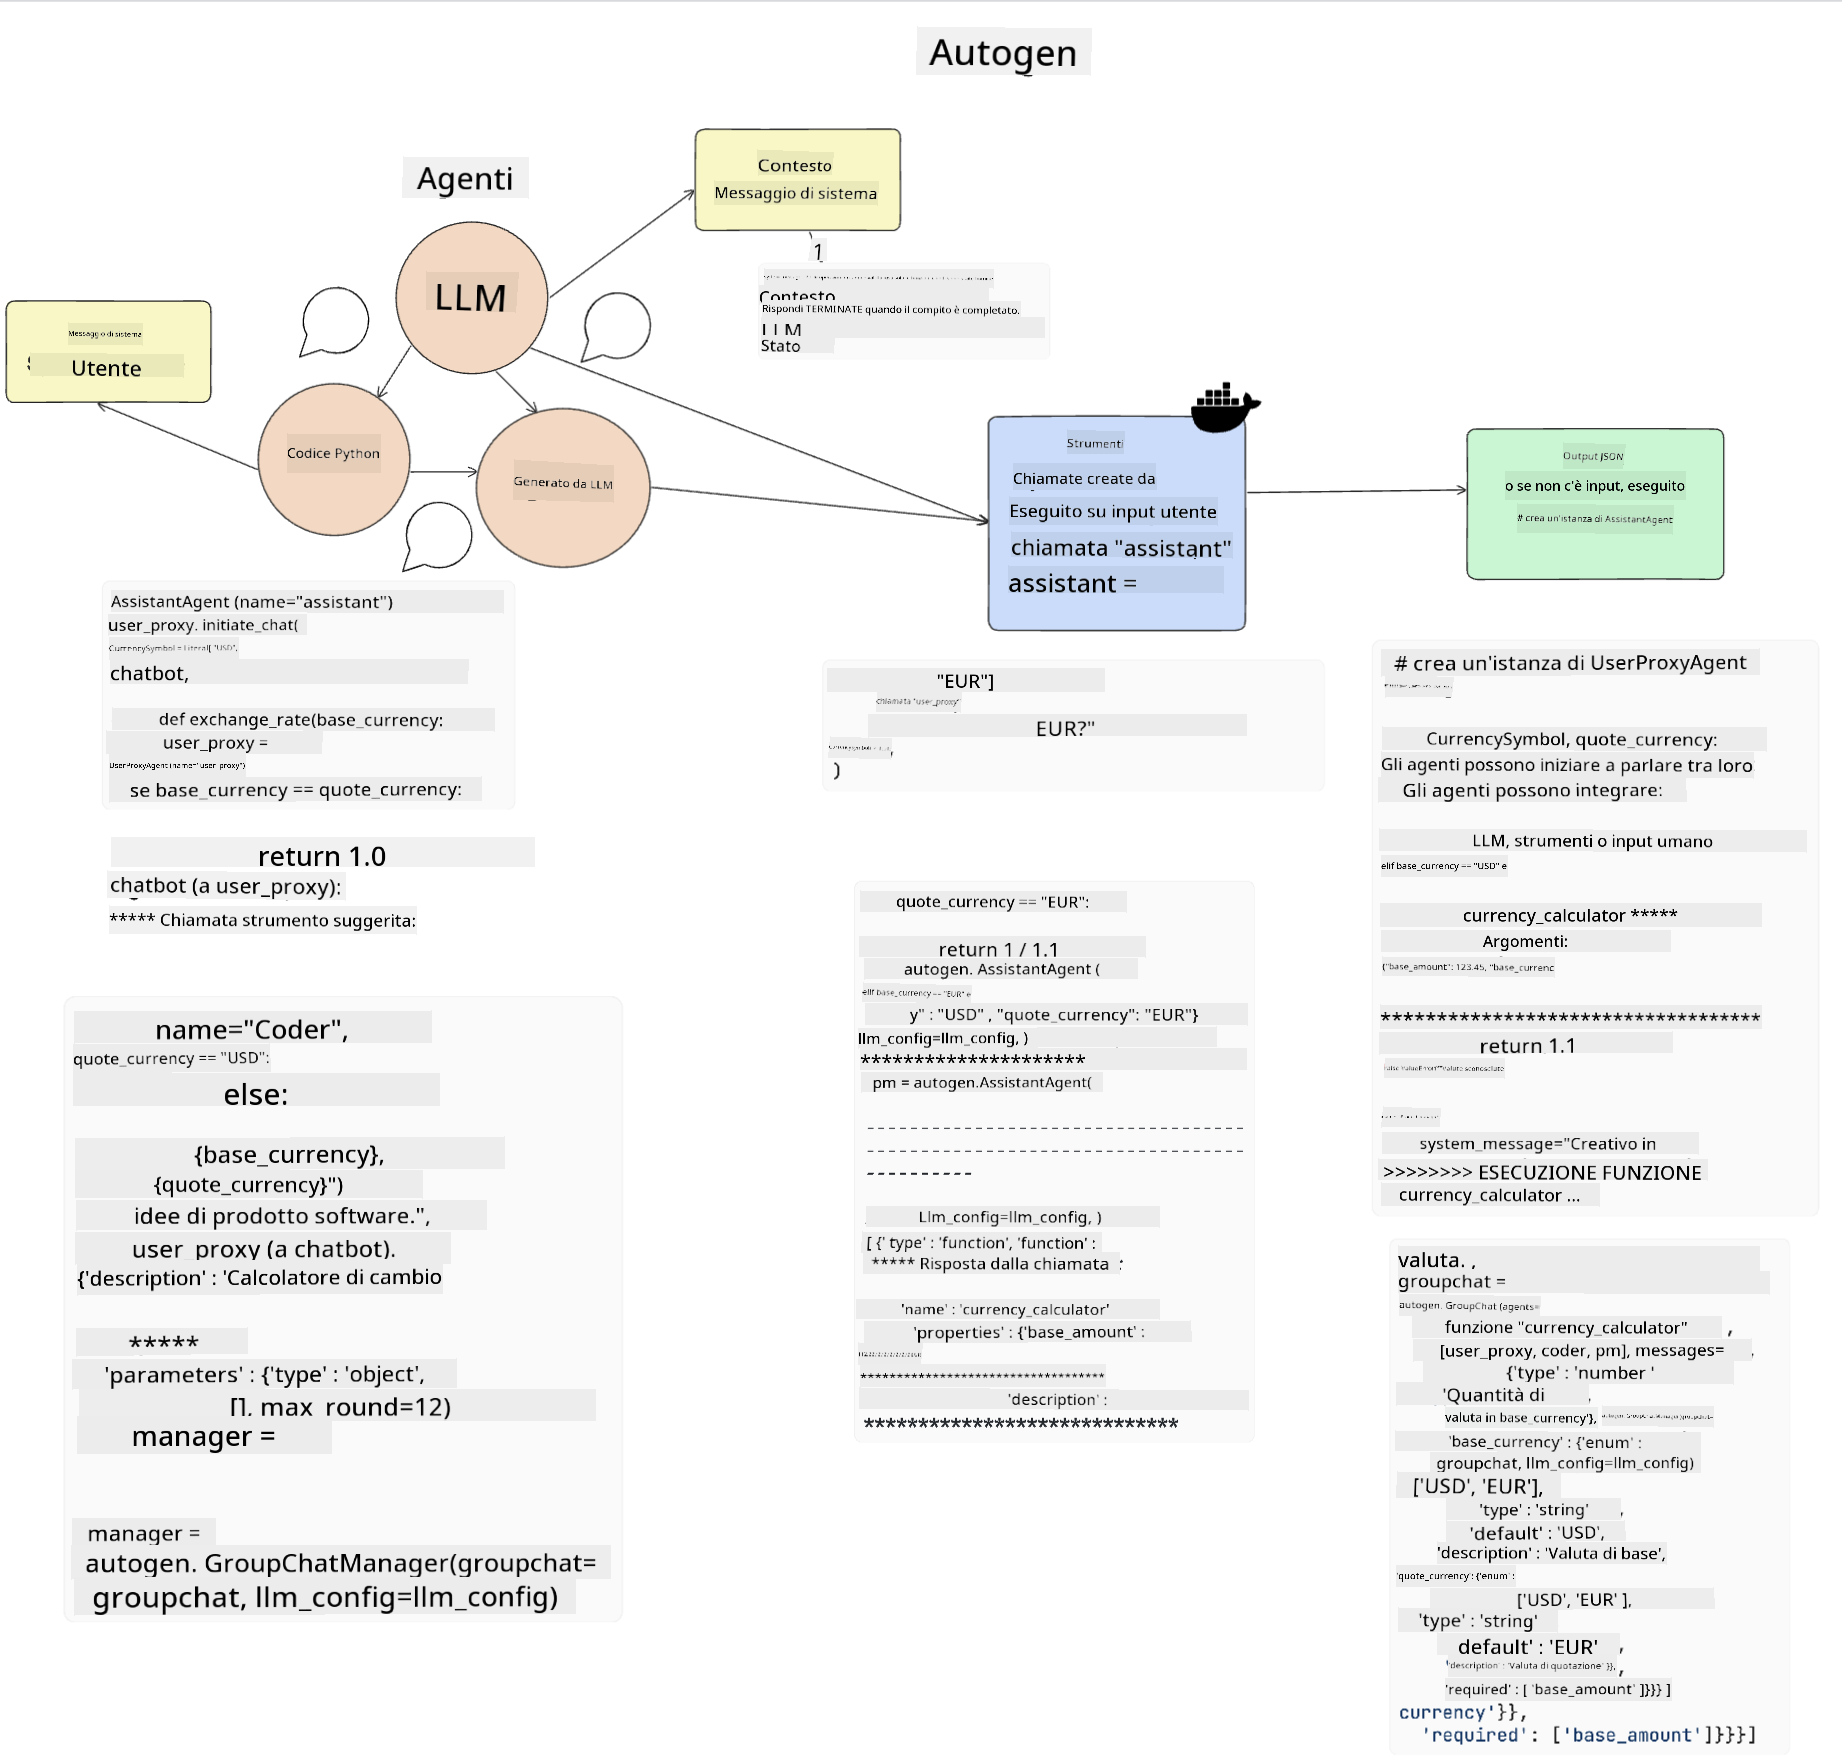 Autogen
Agenti
Contesto
Messaggio di sistema
LLM
1
Contesto
Rispondi TERMINATE quando il compito è completato.
LLM
Stato
Messaggio di sistema
Utente
Codice Python
Generato da LLM
Strumenti
Chiamate create da
Eseguito su input utente
chiamata "assistant"
assistant =
Output JSON
o se non c'è input, eseguito
# crea un'istanza di AssistantAgent
AssistantAgent (name="assistant")
user_proxy. initiate_chat(
CurrencySymbol = Literal[ "USD",
chatbot,
def exchange_rate(base_currency:
user_proxy =
UserProxyAgent (name="user_proxy")
se base_currency == quote_currency:
return 1.0
chatbot (a user_proxy):
***** Chiamata strumento suggerita:
"EUR"]
chiamata "user_proxy"
EUR?"
)
# crea un'istanza di UserProxyAgent
CurrencySymbol, quote_currency:
Gli agenti possono iniziare a parlare tra loro
Gli agenti possono integrare:
LLM, strumenti o input umano
elif base_currency == "USD" e
currency_calculator *****
Argomenti:
{"base_amount": 123.45, "base_currenc
**********************************
return 1.1
system_message="Creativo in
>>>>>>>> ESECUZIONE FUNZIONE
currency_calculator ...
name="Coder",
quote_currency == "USD":
else:
{base_currency},
{quote_currency}")
idee di prodotto software.",
user_proxy (a chatbot).
{'description' : 'Calcolatore di cambio
*****
'parameters' : {'type' : 'object',
[], max_round=12)
manager =
manager =
autogen. GroupChatManager(groupchat=
groupchat, llm_config=llm_config)
quote_currency == "EUR":
return 1 / 1.1
autogen. AssistantAgent (
elif base_currency == "EUR" e
y" : "USD" , "quote_currency": "EUR"}
llm_config=llm_config, )
*********************
pm = autogen.AssistantAgent(
-----------------------------------
-----------------------------------
----------
Llm_config=llm_config, )
[ {' type' : 'function', 'function' :
***** Risposta dalla chiamata
'name' : 'currency_calculator'
'properties' : {'base_amount' :
**********************************
'description' :
*****************************
valuta. ,
groupchat =
autogen. GroupChat (agents=
funzione "currency_calculator" ,
[user_proxy, coder, pm], messages=
{'type' : 'number '
'Quantità di
valuta in base_currency'},
'base_currency' : {'enum' :
groupchat, llm_config=llm_config)
['USD', 'EUR'],
'type' : 'string' ,
'default' : 'USD',
'description' : 'Valuta di base',
'quote_currency' : {'enum' :
['USD', 'EUR' ],
'type' : 'string'
default' : 'EUR' ,
'description' : 'Valuta di quotazione' }},
'required' : [ 'base_amount' ]}}} ]
currency'}},
'required': ['base_amount']}}}]